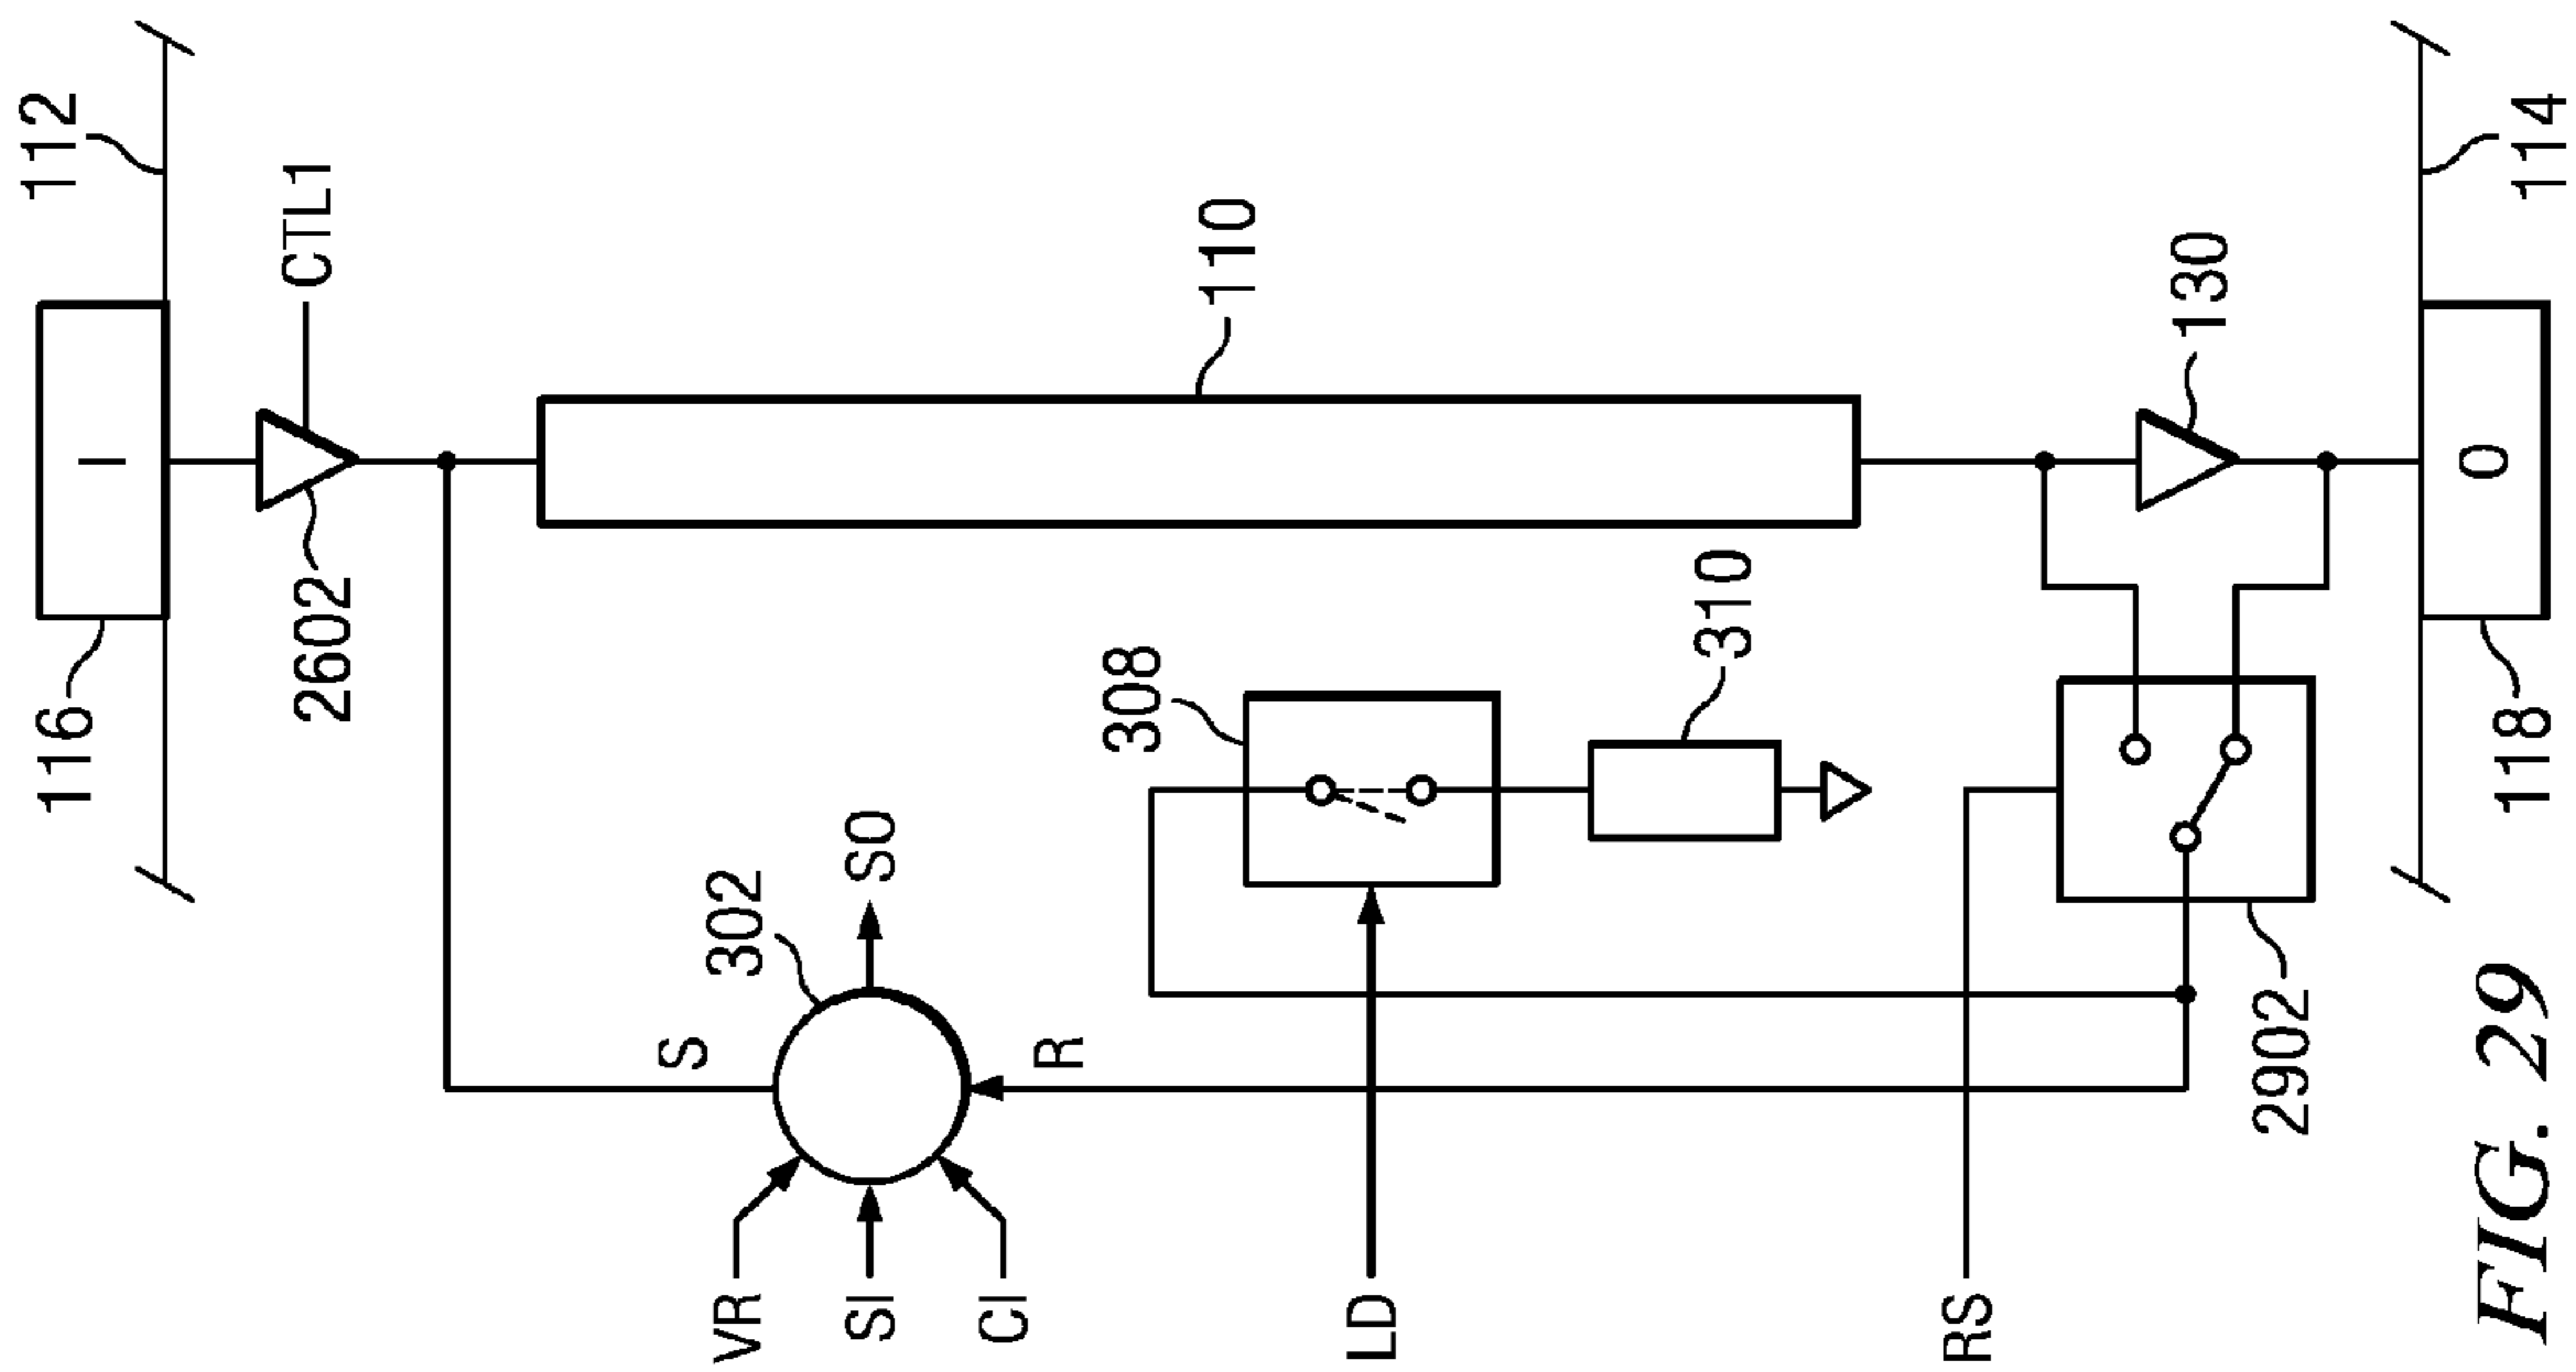 116
I
112
2602
CTL1
110
302
S
SO
VR
SI
CI
R
308
310
LD
RS
2902
130
118
O
114
FIG. 29